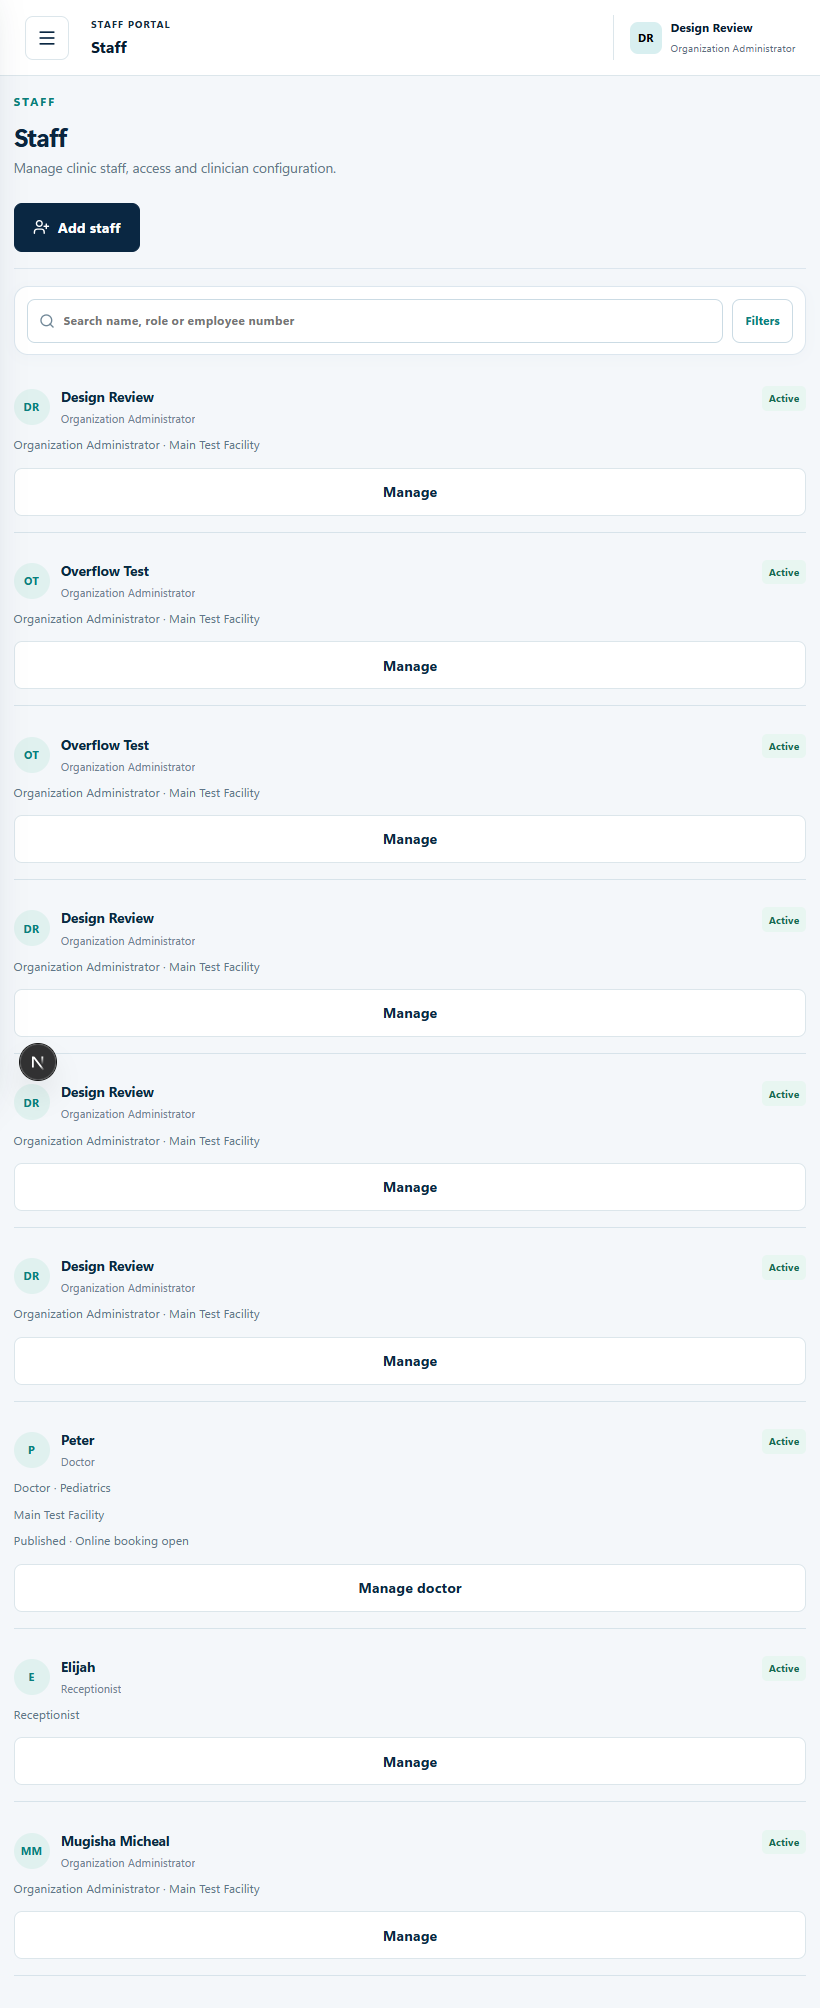 STAFF PORTAL
Staff
DR
Design Review
Organization Administrator
STAFF
Staff
Manage clinic staff, access and clinician configuration.
Add staff
Search name, role or employee number
Filters
DR
Design Review
Organization Administrator
Active
Organization Administrator · Main Test Facility
Manage
OT
Overflow Test
Organization Administrator
Active
Organization Administrator · Main Test Facility
Manage
OT
Overflow Test
Organization Administrator
Active
Organization Administrator · Main Test Facility
Manage
DR
Design Review
Organization Administrator
Active
Organization Administrator · Main Test Facility
Manage
N
DR
Design Review
Organization Administrator
Active
Organization Administrator · Main Test Facility
Manage
DR
Design Review
Organization Administrator
Active
Organization Administrator · Main Test Facility
Manage
P
Peter
Doctor
Active
Doctor · Pediatrics
Main Test Facility
Published · Online booking open
Manage doctor
E
Elijah
Receptionist
Active
Receptionist
Manage
MM
Mugisha Micheal
Organization Administrator
Active
Organization Administrator · Main Test Facility
Manage